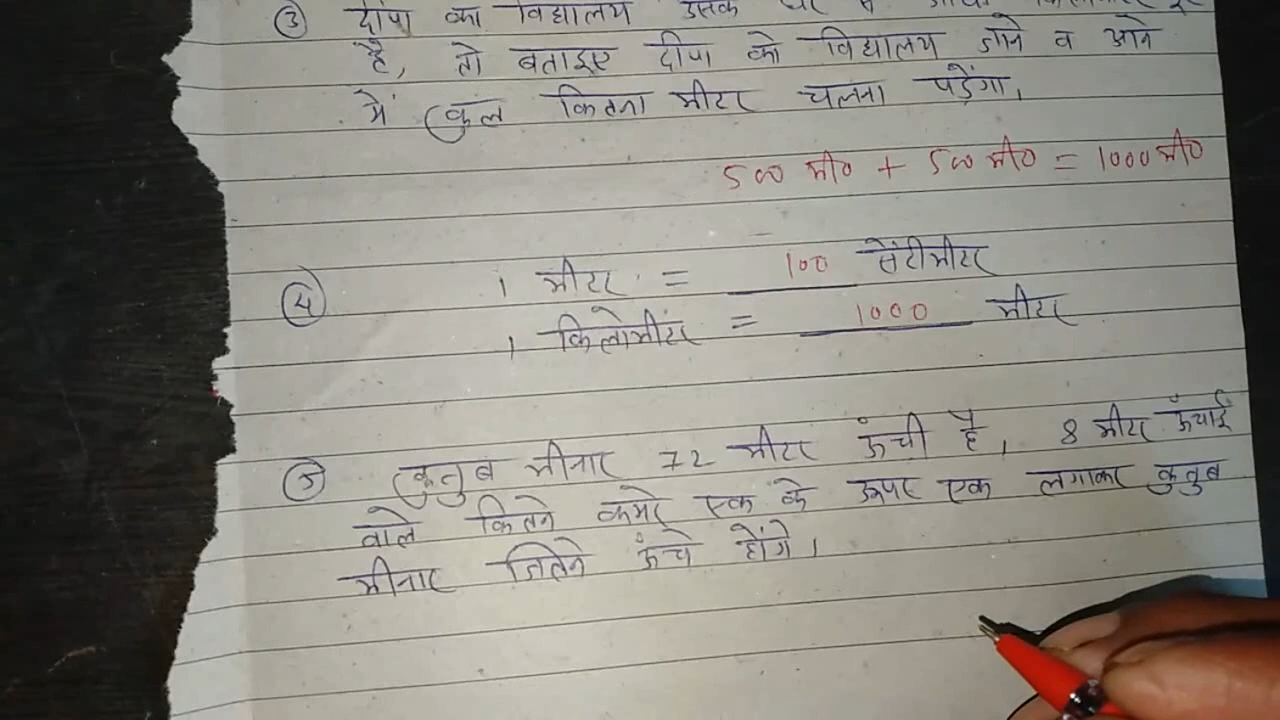 ③ दीपा का विद्यालय उसके घर से आधा किलोमीटर दूर
है, तो बताइए दीपा को विद्यालय जाने व आने
में कुल कितना मीटर चलना पड़ेंगा,
500 मी० + 500 मी० = 1000 मी०
④ 1 मीटर = 100 सेंटीमीटर
1 किलोमीटर = 1000 मीटर
⑤ कुतुब मीनार 72 मीटर ऊंची है, 8 मीटर ऊंचाई
वाले कितने कमरे एक के ऊपर एक लगाकर कुतुब
मीनार जितने ऊंचे होंगे।